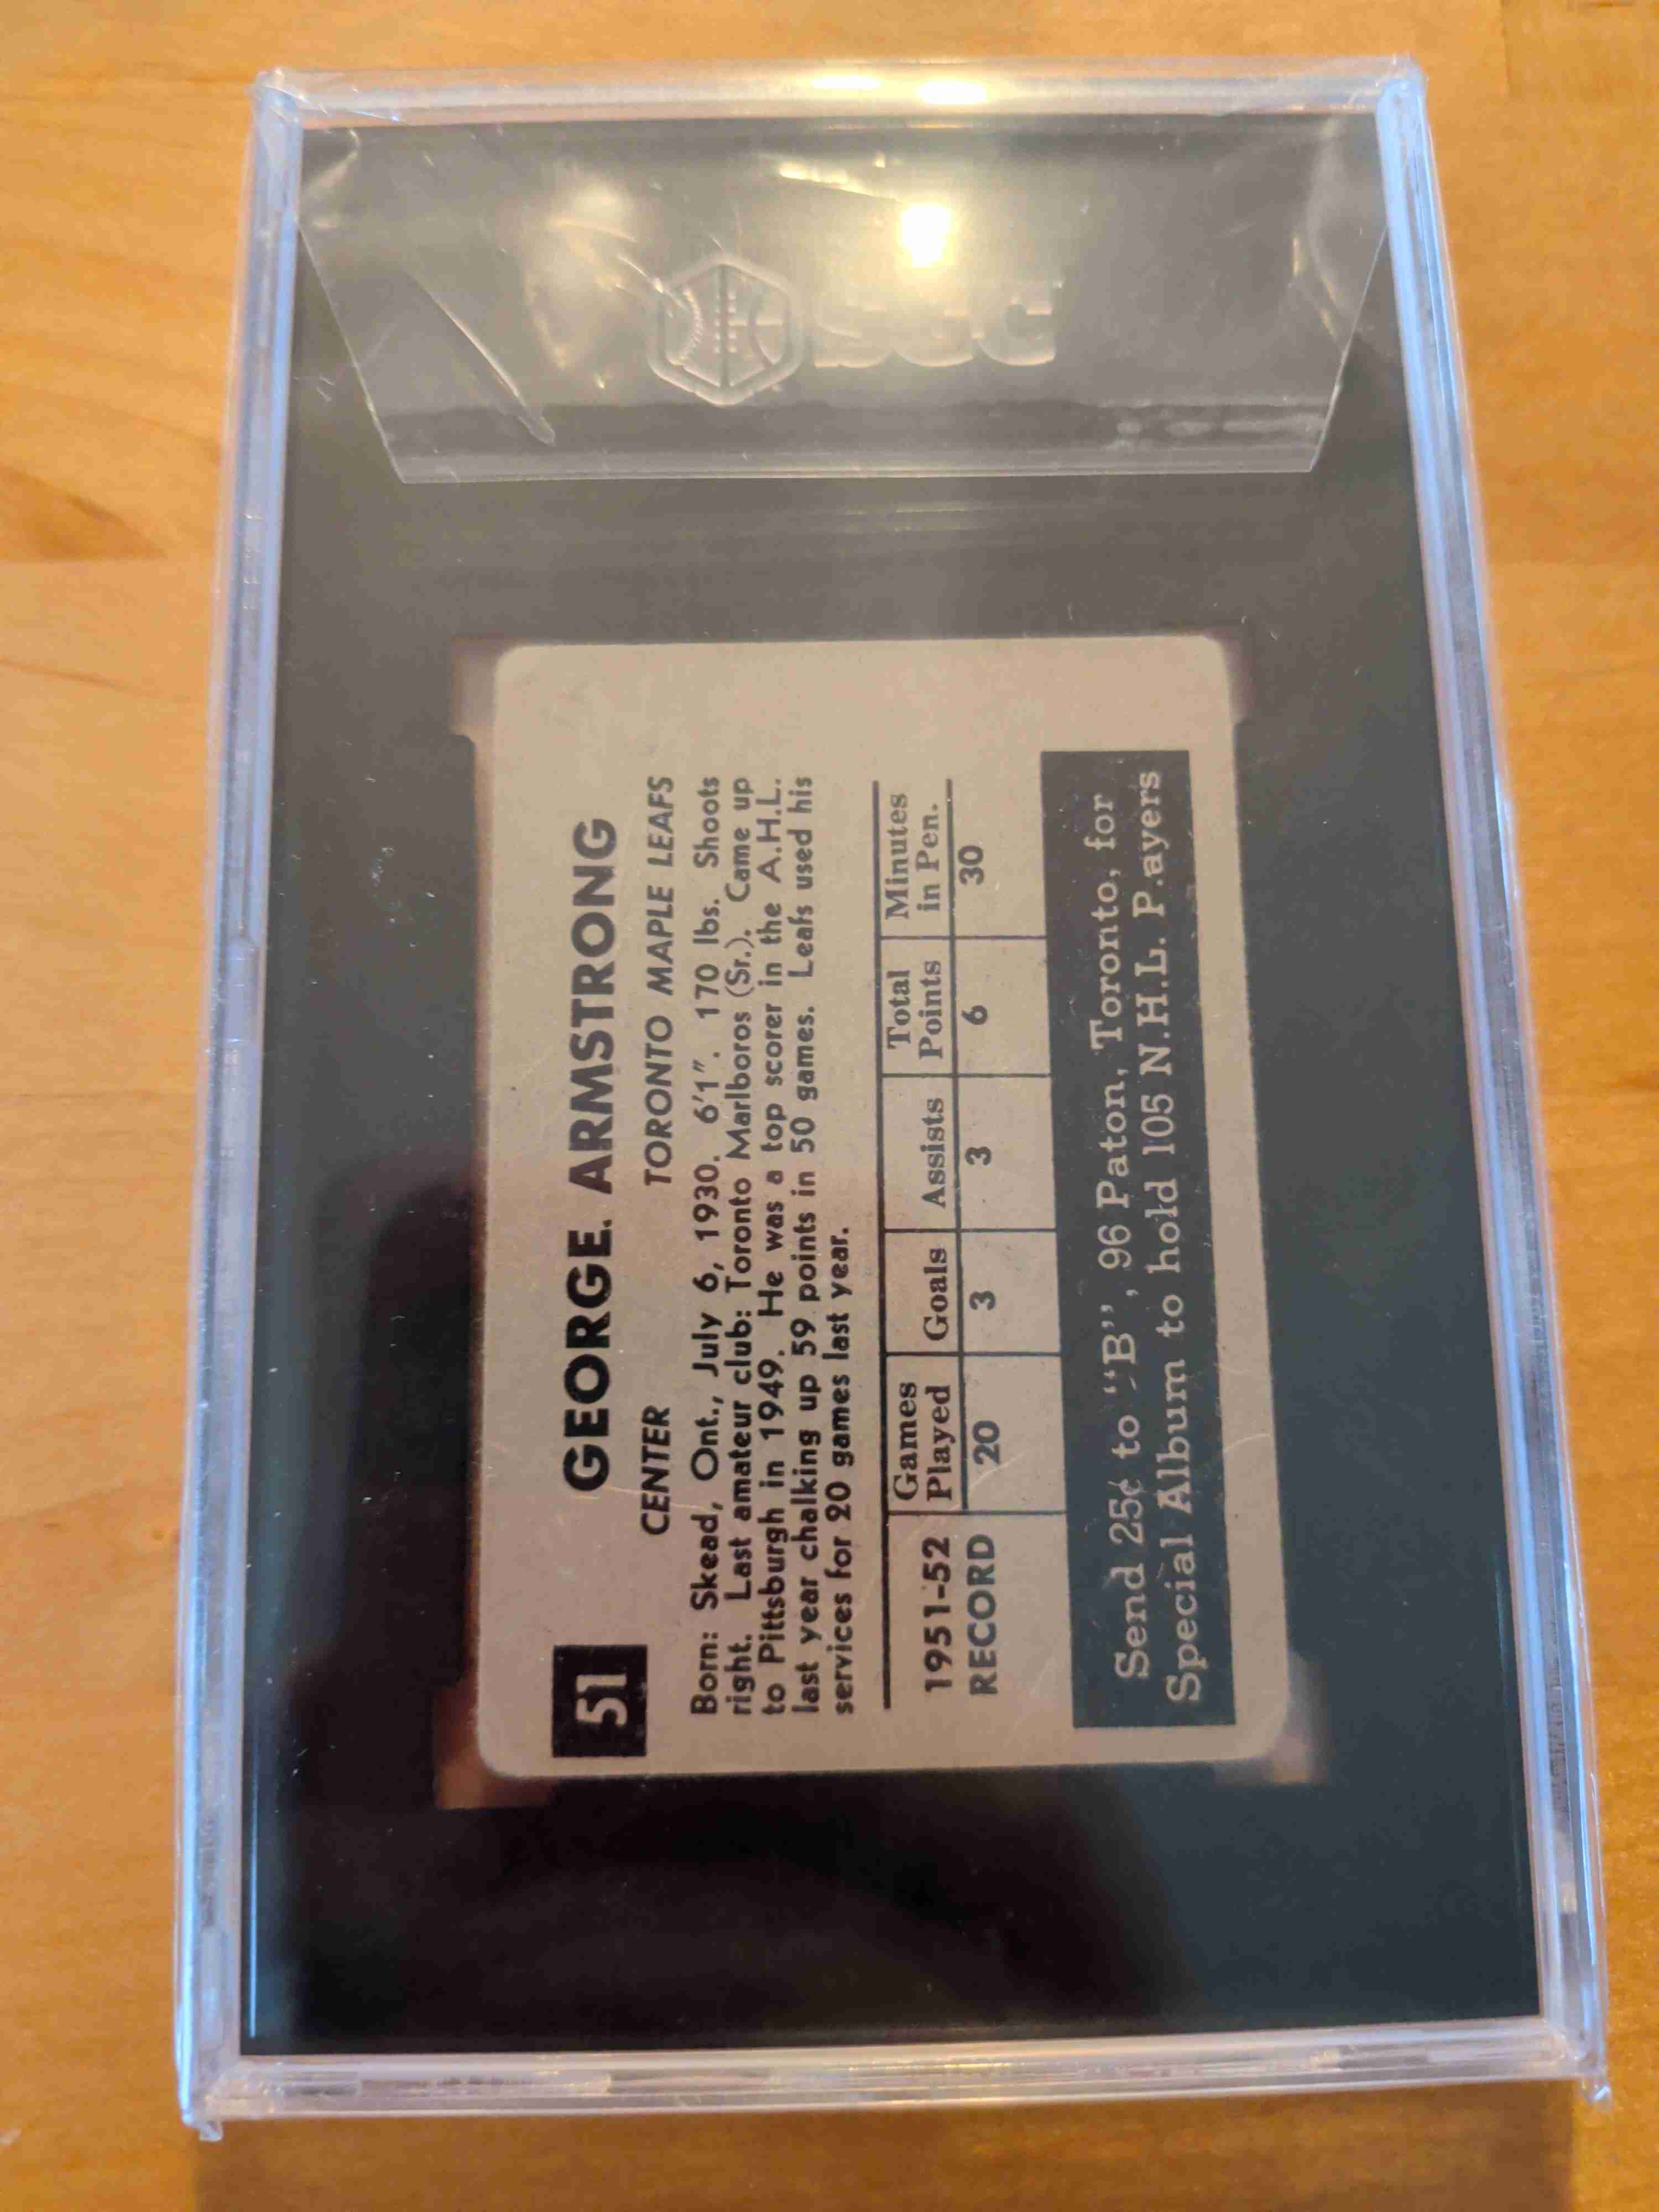 SGC
51
GEORGE ARMSTRONG
CENTER TORONTO MAPLE LEAFS
Born: Skead, Ont., July 6, 1930. 6'1". 170 lbs. Shoots
right. Last amateur club: Toronto Marlboros (Sr.). Came up
to Pittsburgh in 1949. He was a top scorer in the A.H.L.
last year chalking up 59 points in 50 games. Leafs used his
services for 20 games last year.
1951-52 RECORD
Games Played Goals Assists Total Points Minutes in Pen.
20 3 3 6 30
Send 25¢ to "B", 96 Paton, Toronto, for
Special Album to hold 105 N.H.L. P.ayers